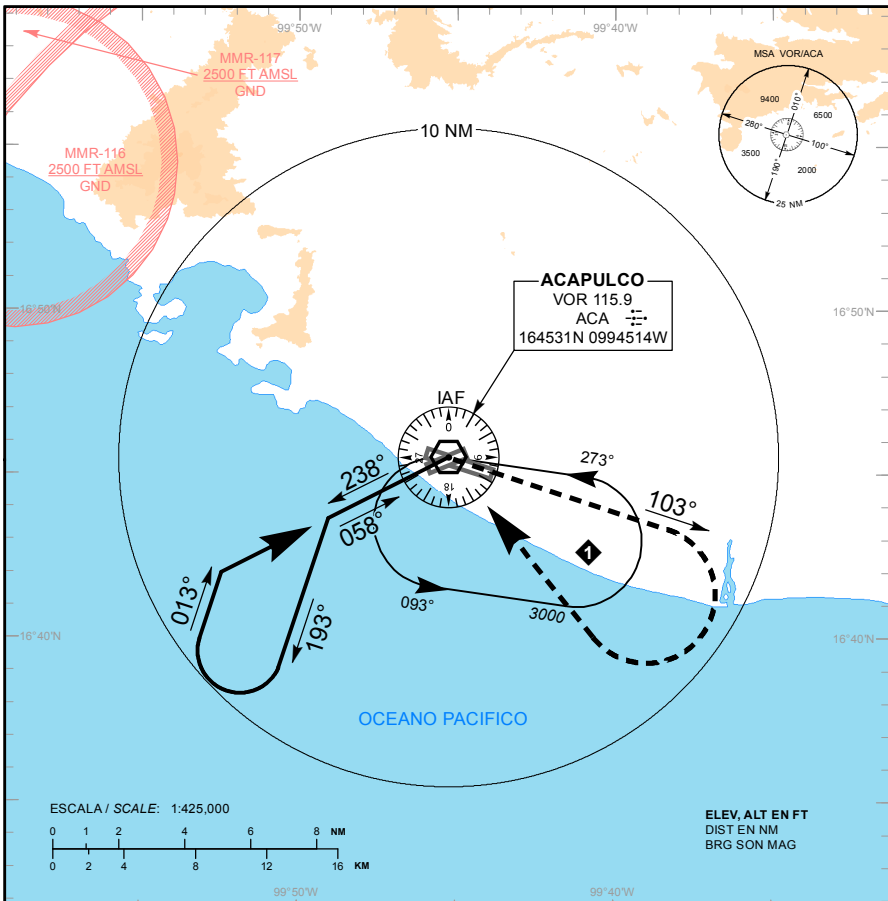 99°50'W
99°40'W
MMR-117
2500 FT AMSL
GND
MSA VOR/ACA
9400
010°
6500
280°
100°
3500
190°
2000
25 NM
10 NM
MMR-116
2500 FT AMSL
GND
16°50'N
16°50'N
ACAPULCO
VOR 115.9
ACA
164531N 0994514W
IAF
0
9
18
27
238°
058°
273°
103°
1
013°
193°
093°
3000
16°40'N
16°40'N
OCEANO PACIFICO
ESCALA / SCALE: 1:425,000
0 1 2 4 6 8 NM
0 2 4 8 12 16 KM
ELEV, ALT EN FT
DIST EN NM
BRG SON MAG
99°50'W
99°40'W